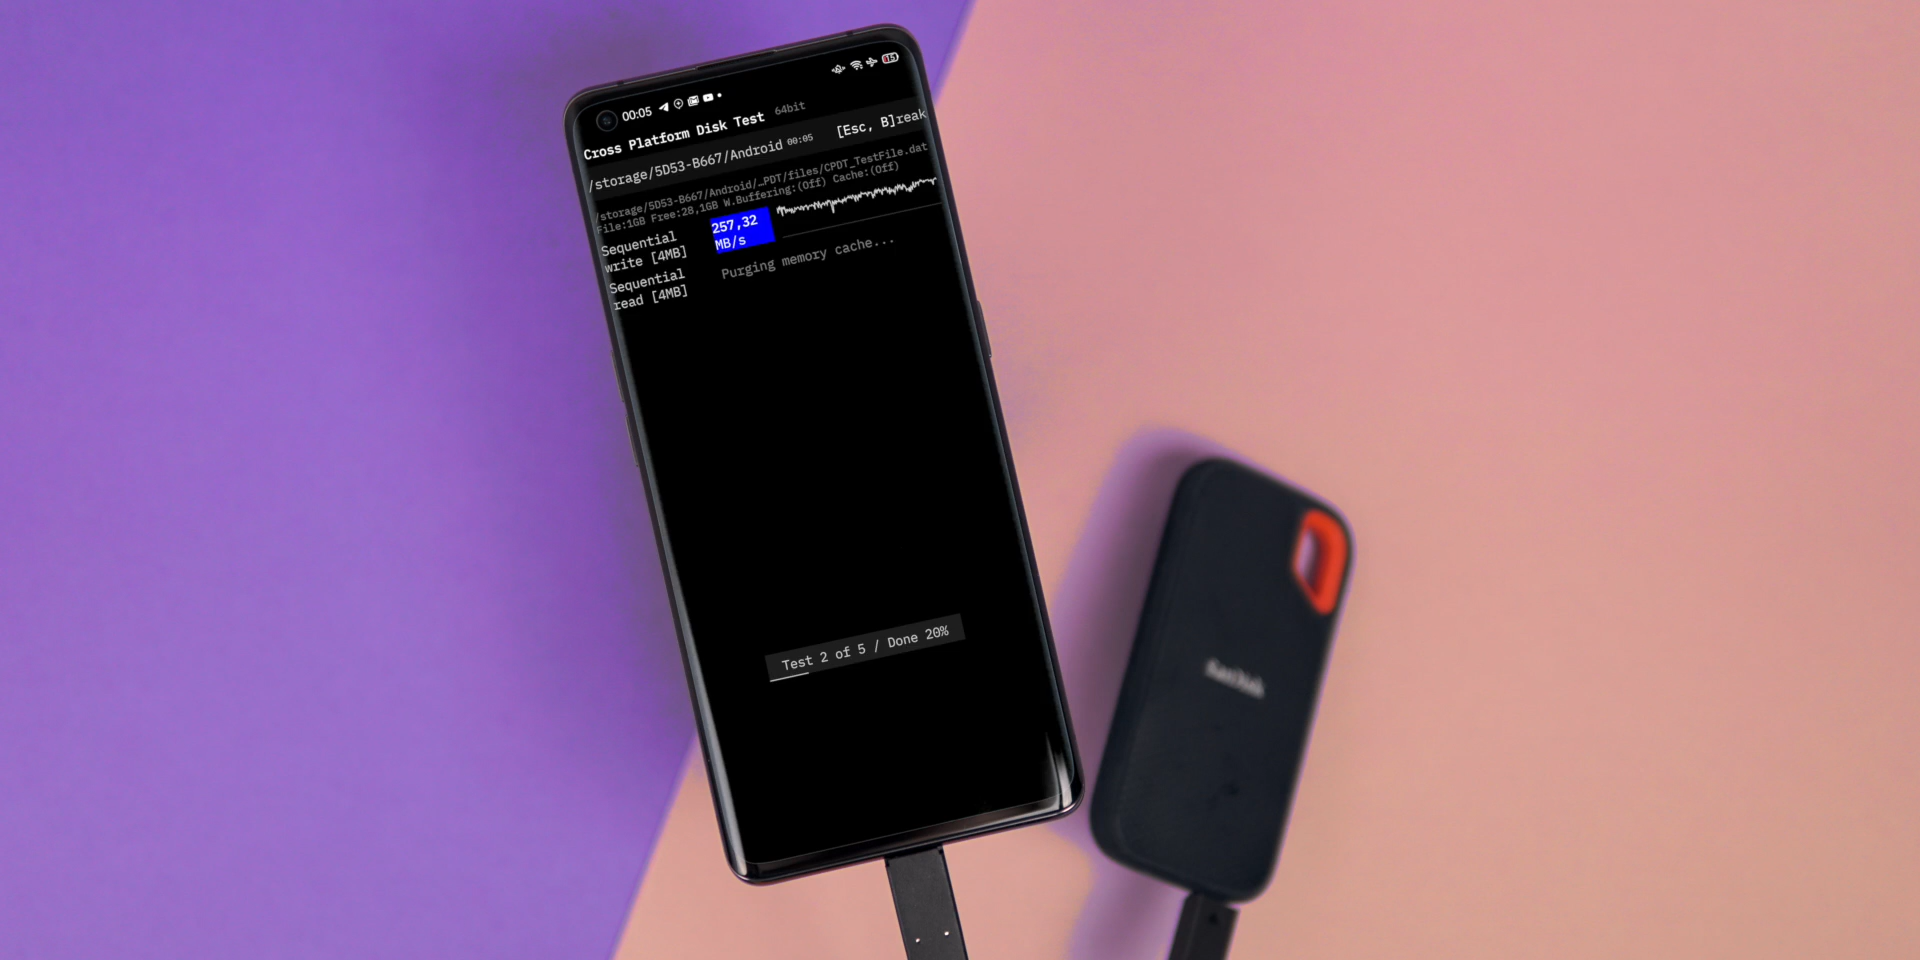 00:05
15
Cross Platform Disk Test 64bit
/storage/5D53-B667/Android 00:05 [Esc, B]reak
/storage/5D53-B667/Android/…PDT/files/CPDT_TestFile.dat
File:1GB Free:28,1GB W.Buffering:(Off) Cache:(Off)
Sequential
write [4MB]
257,32
MB/s
Sequential
read [4MB]
Purging memory cache...
Test 2 of 5 / Done 20%
SanDisk